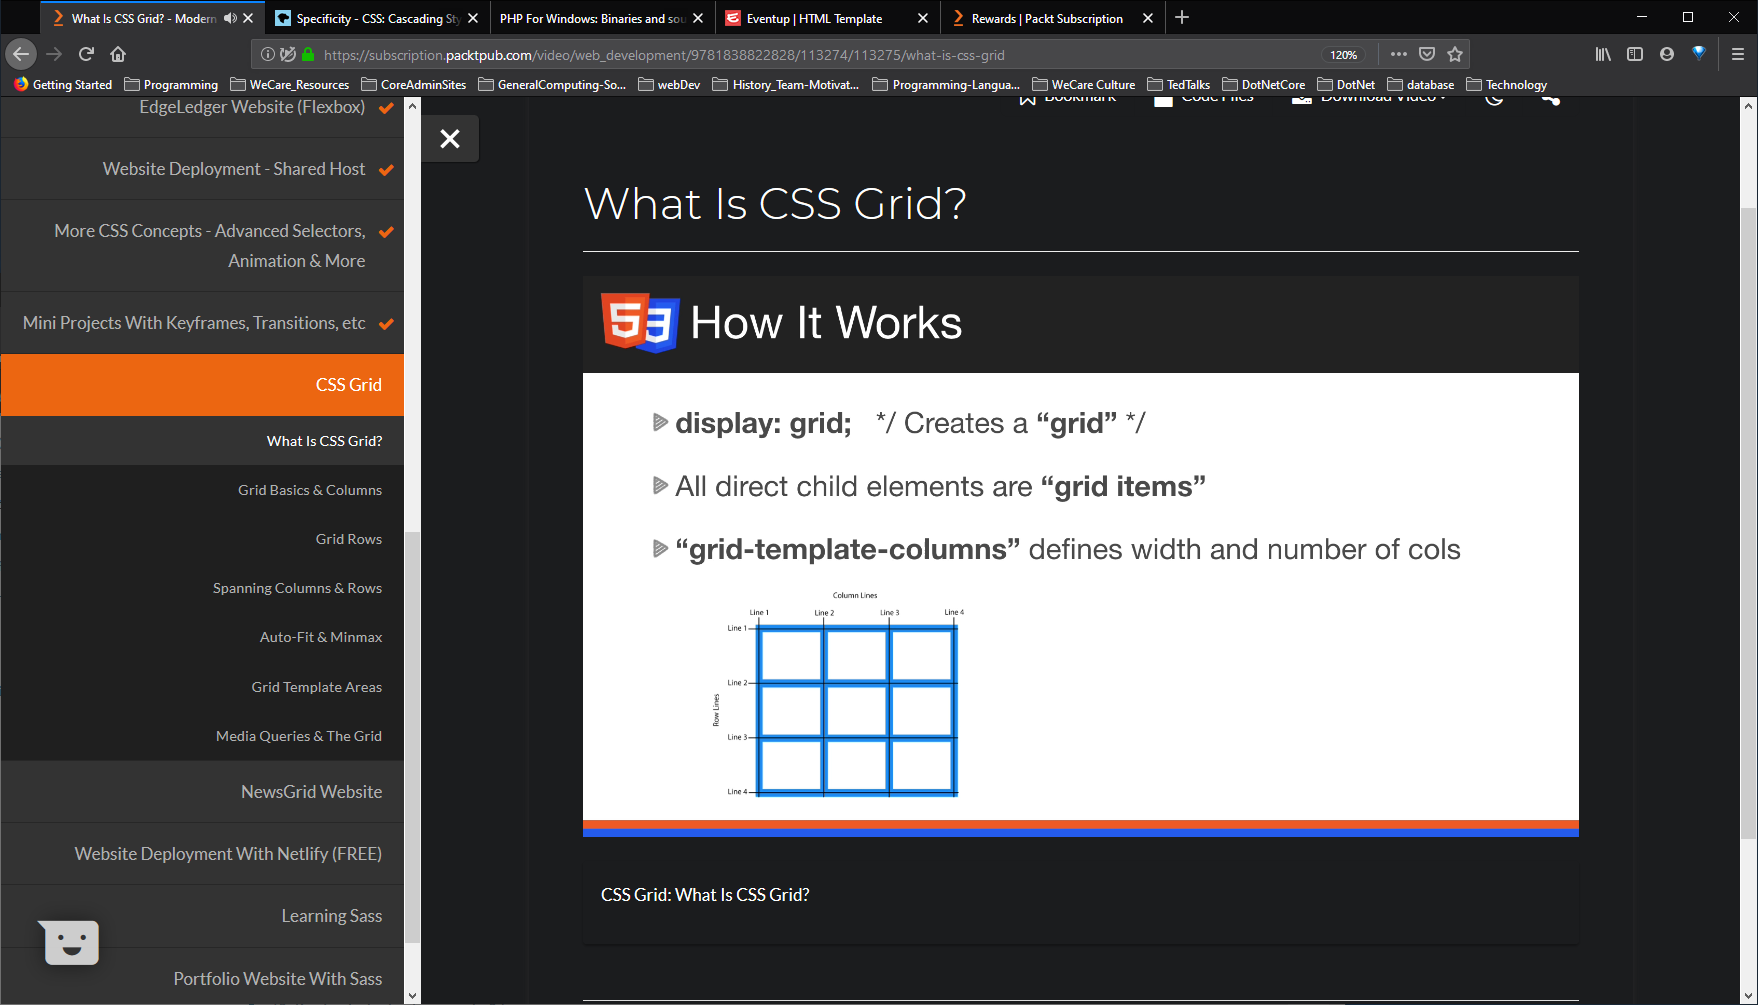 What Is CSS Grid? - Modern
Specificity - CSS: Cascading Sty
PHP For Windows: Binaries and sou
Eventup | HTML Template
Rewards | Packt Subscription
https://subscription.packtpub.com/video/web_development/9781838822828/113274/113275/what-is-css-grid
120%
Getting Started
Programming
WeCare_Resources
CoreAdminSites
GeneralComputing-So...
webDev
History_Team-Motivat...
Programming-Langua...
WeCare Culture
TedTalks
DotNetCore
DotNet
database
Technology
EdgeLedger Website (Flexbox)
Website Deployment - Shared Host
More CSS Concepts - Advanced Selectors,
Animation & More
Mini Projects With Keyframes, Transitions, etc
CSS Grid
What Is CSS Grid?
Grid Basics & Columns
Grid Rows
Spanning Columns & Rows
Auto-Fit & Minmax
Grid Template Areas
Media Queries & The Grid
NewsGrid Website
Website Deployment With Netlify (FREE)
Learning Sass
Portfolio Website With Sass
Bookmark
Code Files
Download Video
What Is CSS Grid?
5 3 How It Works
display: grid; */ Creates a “grid” */
All direct child elements are “grid items”
“grid-template-columns” defines width and number of cols
Column Lines
Line 1 Line 2 Line 3 Line 4
Line 1
Line 2
Row Lines
Line 3
Line 4
CSS Grid: What Is CSS Grid?